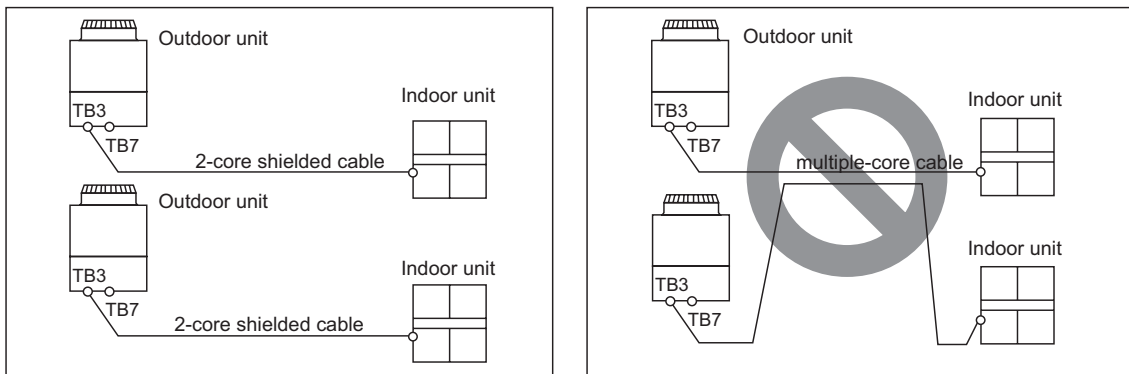 Outdoor unit
TB3
TB7
Indoor unit
2-core shielded cable
Outdoor unit
TB3
TB7
Indoor unit
2-core shielded cable
Outdoor unit
TB3
TB7
Indoor unit
multiple-core cable
TB3
TB7
Indoor unit